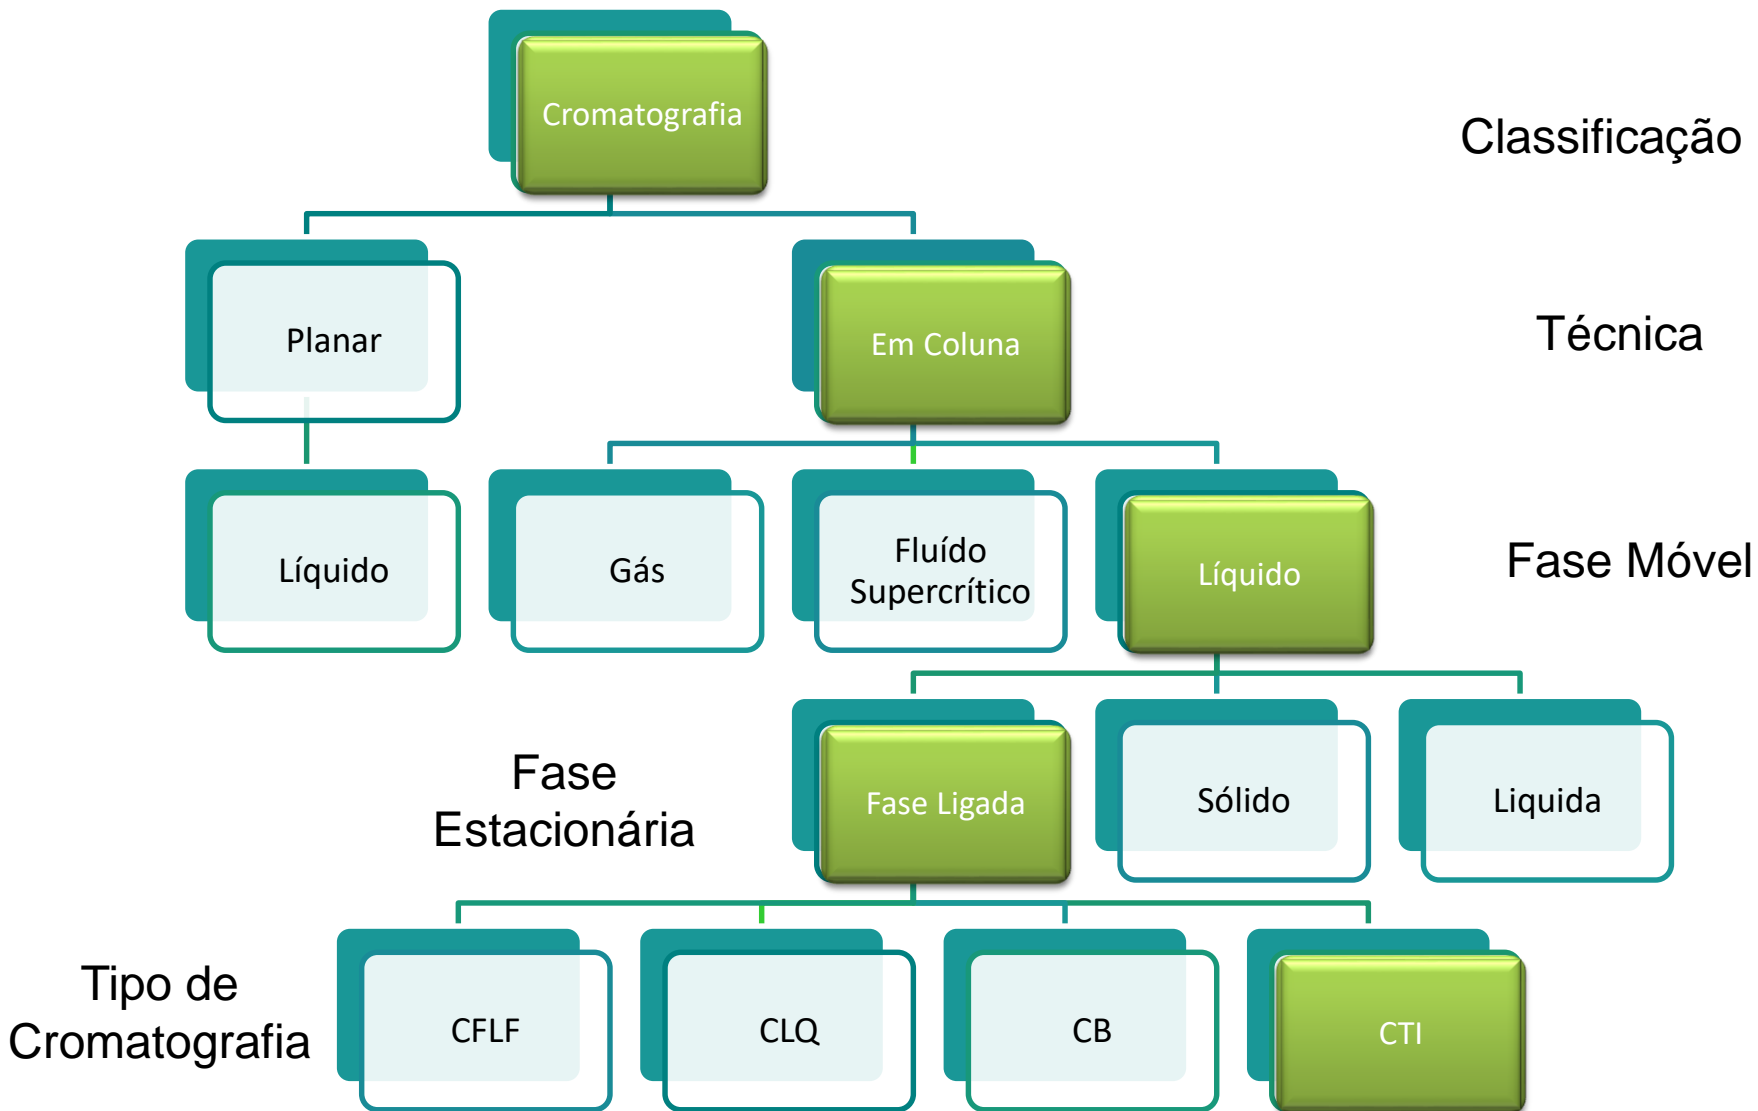 Cromatografia
Classificação
Planar
Em Coluna
Técnica
Líquido
Gás
Fluído
Supercrítico
Líquido
Fase Móvel
Fase
Estacionária
Fase Ligada
Sólido
Liquida
Tipo de
Cromatografia
CFLF
CLQ
CB
CTI